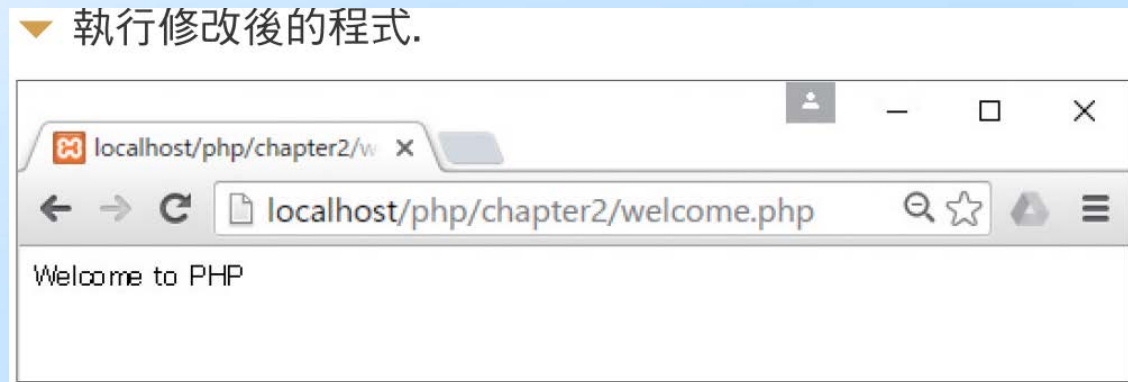 執行修改後的程式.
localhost/php/chapter2/w
localhost/php/chapter2/welcome.php
Welcome to PHP